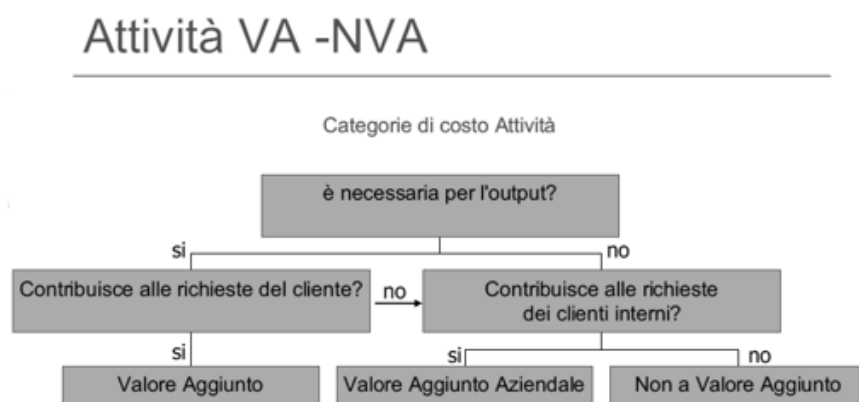 Attività VA -NVA
Categorie di costo Attività
è necessaria per l'output?
si
no
Contribuisce alle richieste del cliente?
no
Contribuisce alle richieste
dei clienti interni?
si
si
no
Valore Aggiunto
Valore Aggiunto Aziendale
Non a Valore Aggiunto